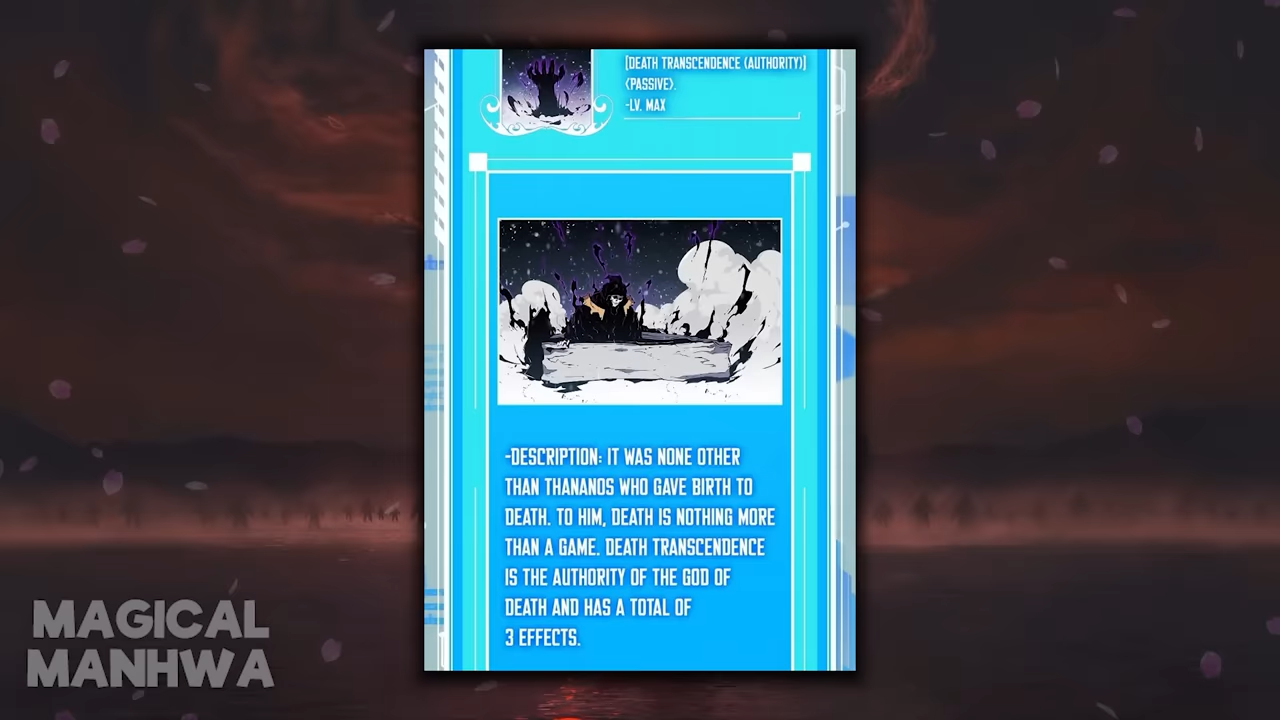 [DEATH TRANSCENDENCE (AUTHORITY)]
(PASSIVE).
-LV. MAX
-DESCRIPTION: IT WAS NONE OTHER
THAN THANANOS WHO GAVE BIRTH TO
DEATH. TO HIM, DEATH IS NOTHING MORE
THAN A GAME. DEATH TRANSCENDENCE
IS THE AUTHORITY OF THE GOD OF
DEATH AND HAS A TOTAL OF
3 EFFECTS.
MAGICAL
MANHWA